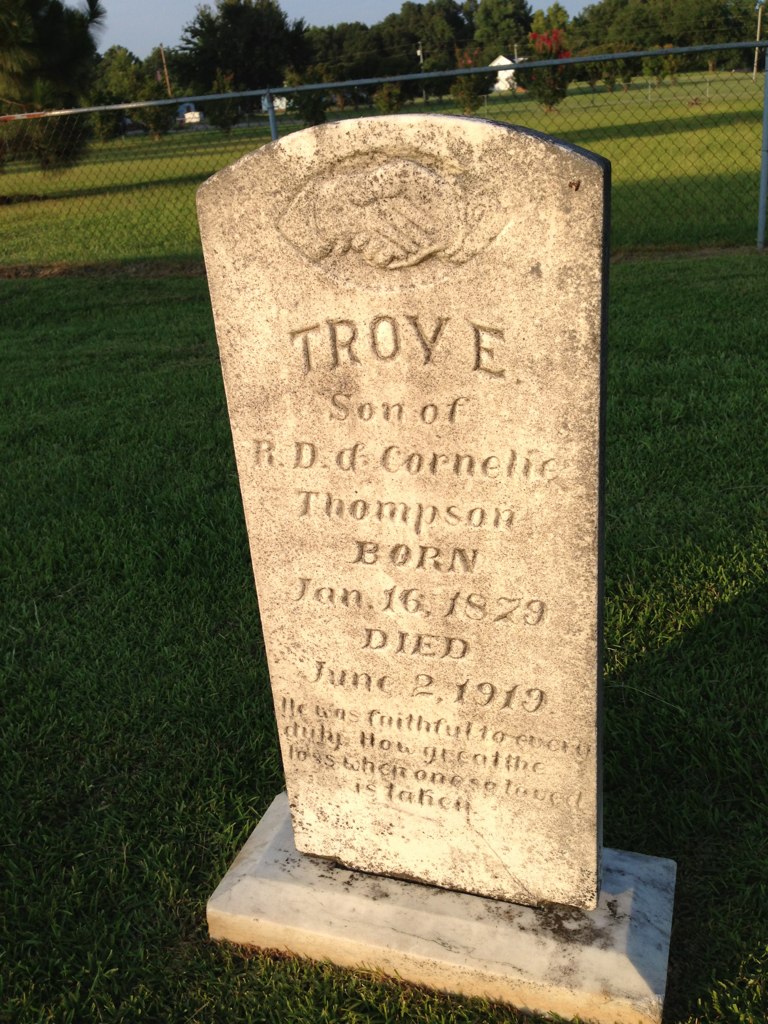 TROY E.
Son of
R. D. & Cornelie
Thompson
BORN
Jan. 16, 1879
DIED
June 2, 1919.
He was faithful to every
duty. How great the
loss when one so loved
is taken.